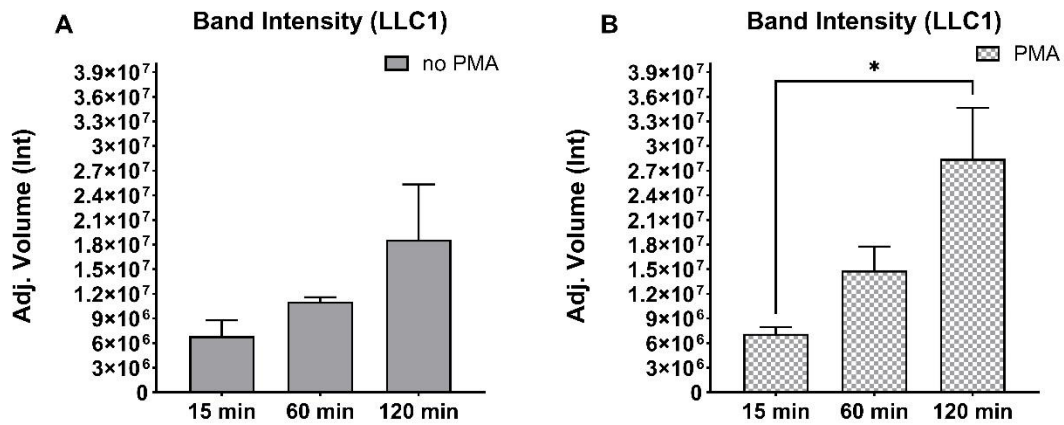 A
Band Intensity (LLC1)
no PMA
Adj. Volume (Int)
3.9×10⁷
3.6×10⁷
3.3×10⁷
3×10⁷
2.7×10⁷
2.4×10⁷
2.1×10⁷
1.8×10⁷
1.5×10⁷
1.2×10⁷
9×10⁶
6×10⁶
3×10⁶
0
15 min 60 min 120 min
B
Band Intensity (LLC1)
PMA
*
Adj. Volume (Int)
3.9×10⁷
3.6×10⁷
3.3×10⁷
3×10⁷
2.7×10⁷
2.4×10⁷
2.1×10⁷
1.8×10⁷
1.5×10⁷
1.2×10⁷
9×10⁶
6×10⁶
3×10⁶
0
15 min 60 min 120 min